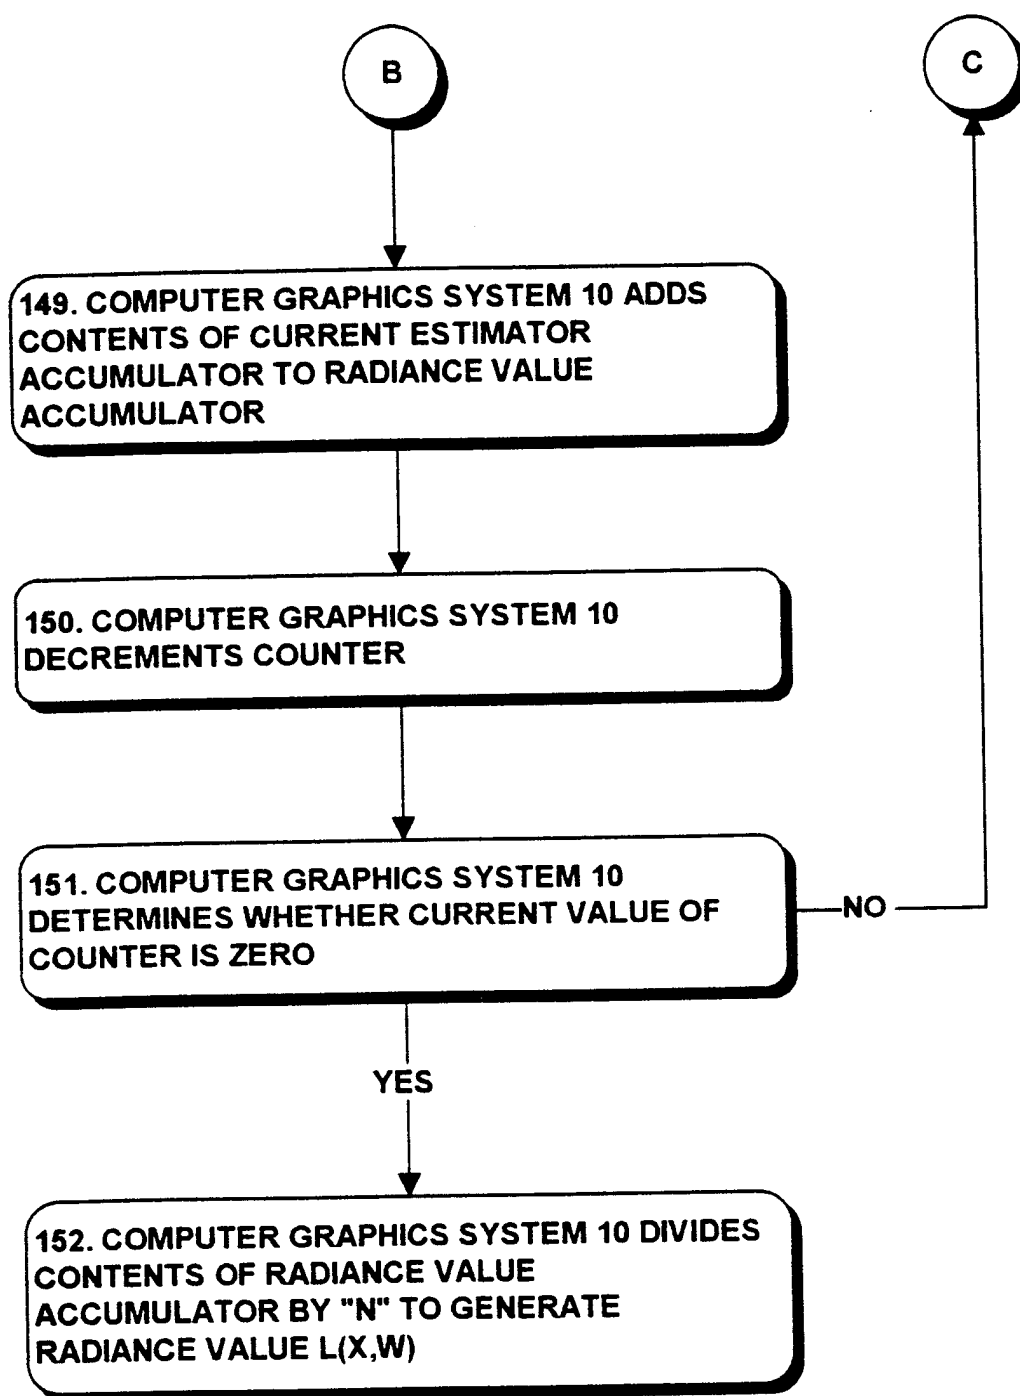 B
C
149. COMPUTER GRAPHICS SYSTEM 10 ADDS
CONTENTS OF CURRENT ESTIMATOR
ACCUMULATOR TO RADIANCE VALUE
ACCUMULATOR
150. COMPUTER GRAPHICS SYSTEM 10
DECREMENTS COUNTER
151. COMPUTER GRAPHICS SYSTEM 10
DETERMINES WHETHER CURRENT VALUE OF
COUNTER IS ZERO
NO
YES
152. COMPUTER GRAPHICS SYSTEM 10 DIVIDES
CONTENTS OF RADIANCE VALUE
ACCUMULATOR BY "N" TO GENERATE
RADIANCE VALUE L(X,W)